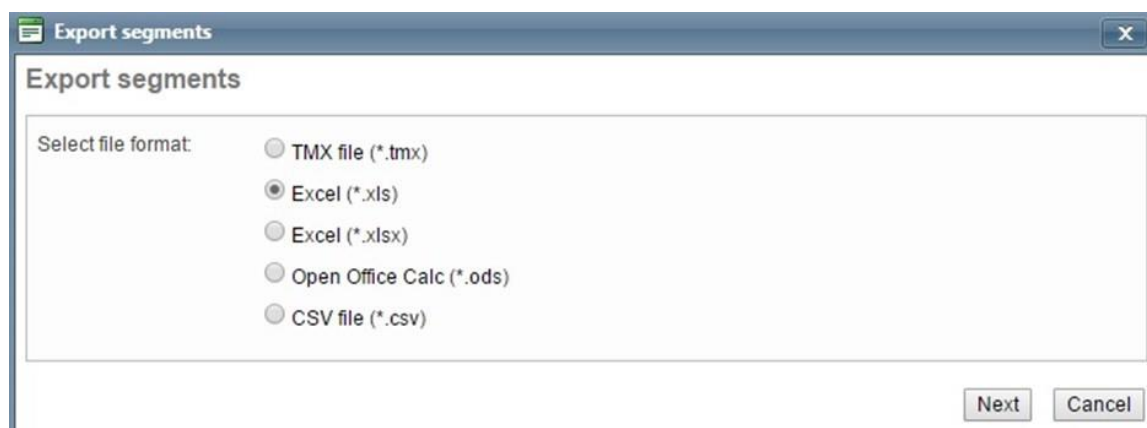 Export segments
x
Export segments
Select file format:
TMX file (*.tmx)
Excel (*.xls)
Excel (*.xlsx)
Open Office Calc (*.ods)
CSV file (*.csv)
Next Cancel